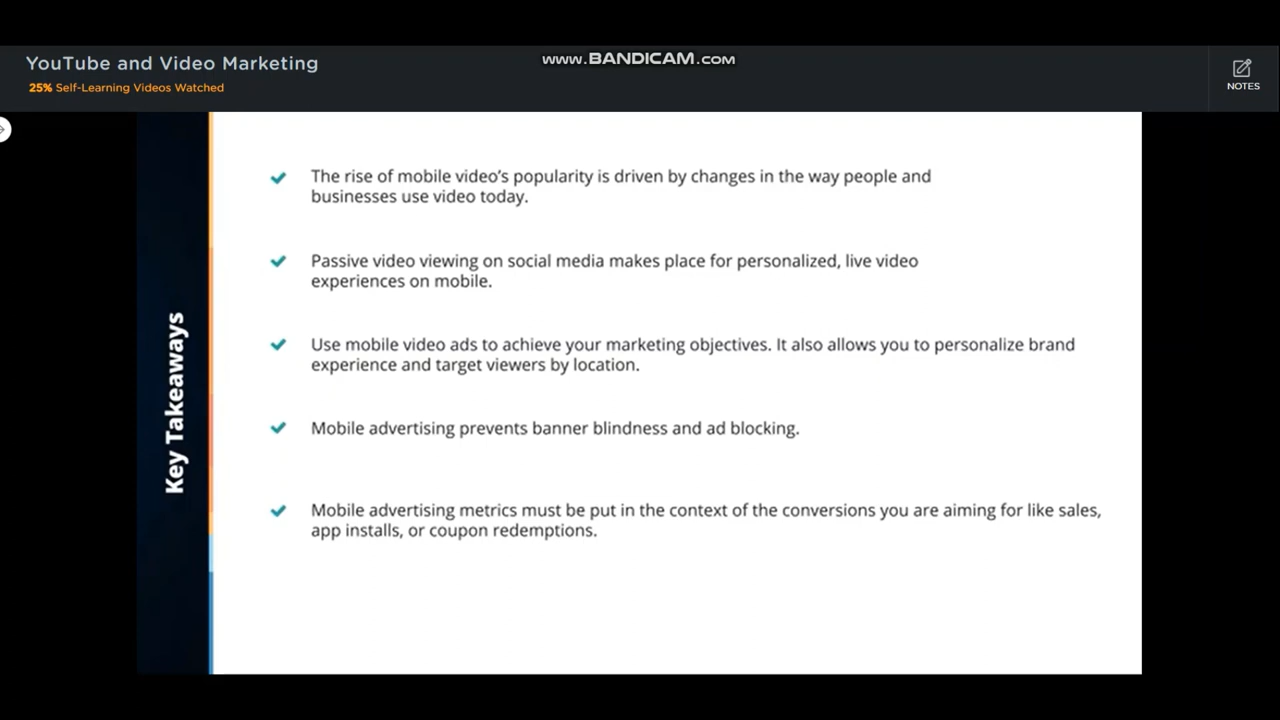 www.BANDICAM.com
YouTube and Video Marketing
25% Self-Learning Videos Watched
NOTES
Key Takeaways
The rise of mobile video’s popularity is driven by changes in the way people and
businesses use video today.
Passive video viewing on social media makes place for personalized, live video
experiences on mobile.
Use mobile video ads to achieve your marketing objectives. It also allows you to personalize brand
experience and target viewers by location.
Mobile advertising prevents banner blindness and ad blocking.
Mobile advertising metrics must be put in the context of the conversions you are aiming for like sales,
app installs, or coupon redemptions.